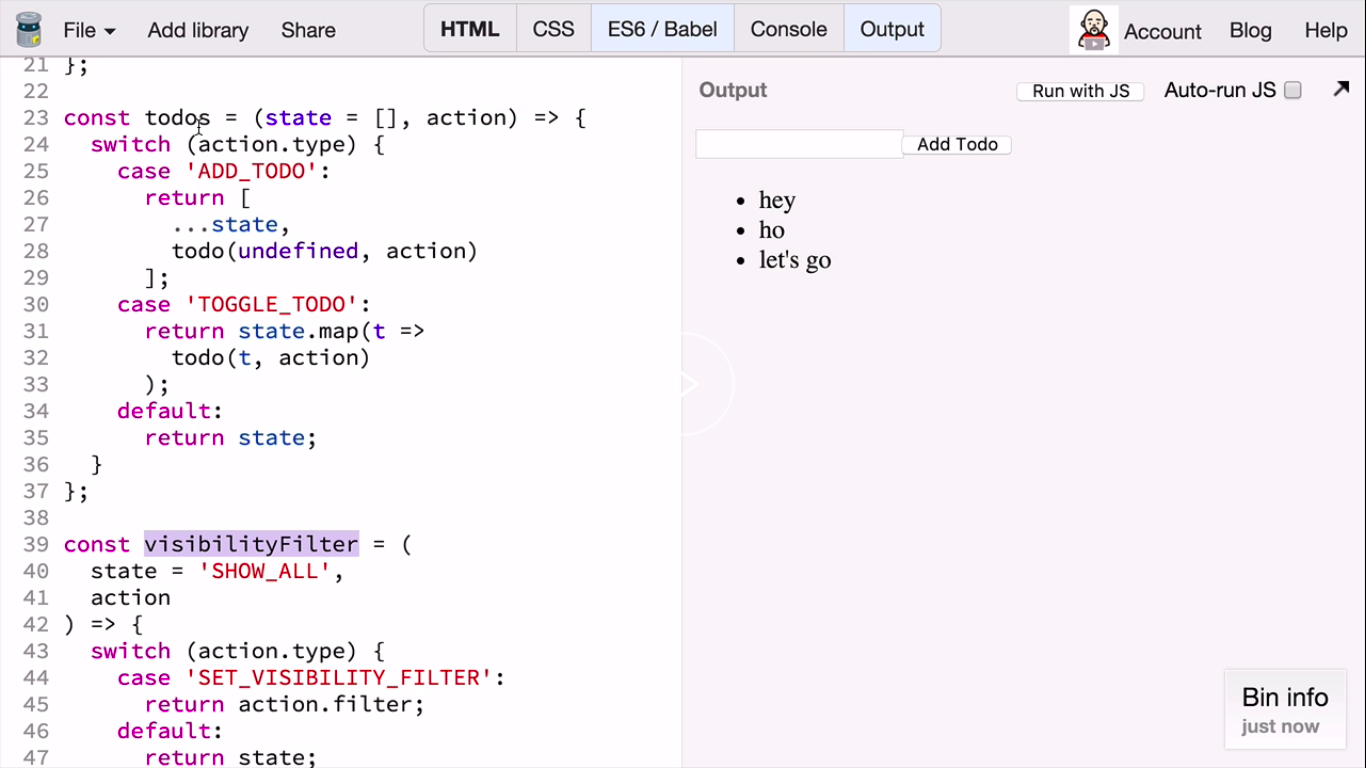 File Add library Share HTML CSS ES6 / Babel Console Output Account Blog Help
21 };
22
23 const todos = (state = [], action) => {
24   switch (action.type) {
25     case 'ADD_TODO':
26       return [
27         ...state,
28         todo(undefined, action)
29       ];
30     case 'TOGGLE_TODO':
31       return state.map(t =>
32         todo(t, action)
33       );
34     default:
35       return state;
36   }
37 };
38
39 const visibilityFilter = (
40   state = 'SHOW_ALL',
41   action
42 ) => {
43   switch (action.type) {
44     case 'SET_VISIBILITY_FILTER':
45       return action.filter;
46     default:
47       return state;
Output Run with JS Auto-run JS
Add Todo
• hey
• ho
• let's go
Bin info
just now